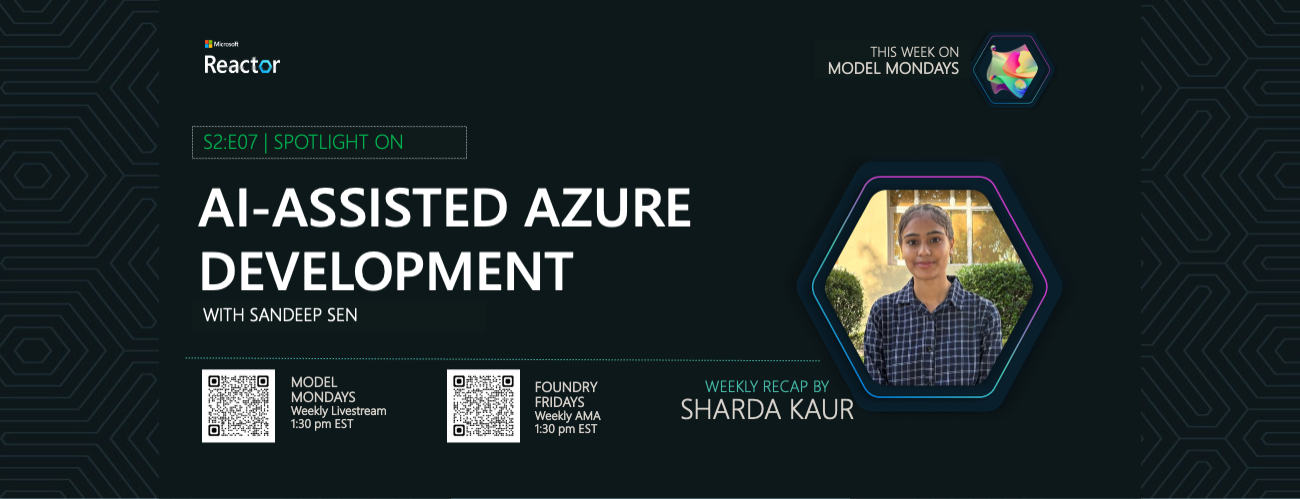 Microsoft
Reactor
THIS WEEK ON
MODEL MONDAYS
S2:E07 | SPOTLIGHT ON
AI-ASSISTED AZURE
DEVELOPMENT
WITH SANDEEP SEN
MODEL
MONDAYS
Weekly Livestream
1:30 pm EST
FOUNDRY
FRIDAYS
Weekly AMA
1:30 pm EST
WEEKLY RECAP BY
SHARDA KAUR